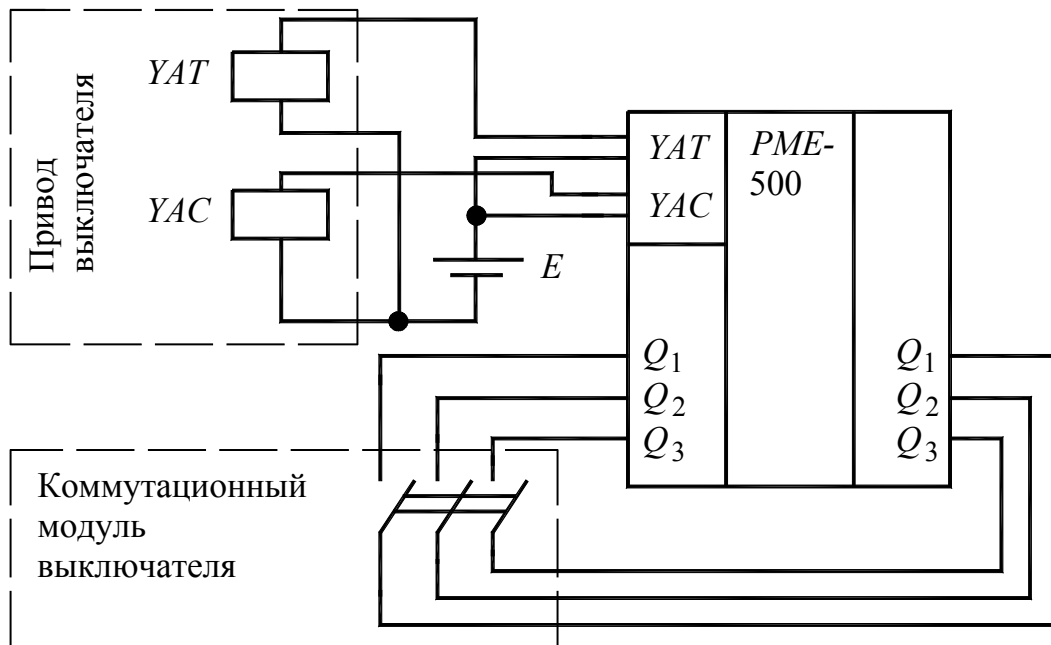 Привод
выключателя
YAT
YAC
E
YAT
YAC
PME-
500
Q1
Q2
Q3
Q1
Q2
Q3
Коммутационный
модуль
выключателя